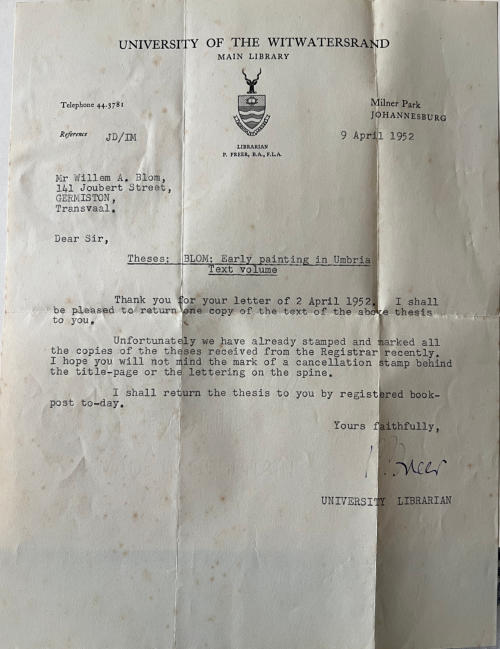 UNIVERSITY OF THE WITWATERSRAND
MAIN LIBRARY
Telephone 44-3781
Milner Park
JOHANNESBURG
Reference JD/IM
9 April 1952
LIBRARIAN
P. FREER, B.A., F.L.A.
Mr Willem A. Blom,
141 Joubert Street,
GERMISTON,
Transvaal.
Dear Sir,
Theses: BLOM: Early painting in Umbria
Text volume
Thank you for your letter of 2 April 1952. I shall
be pleased to return one copy of the text of the above thesis
to you.
Unfortunately we have already stamped and marked all
the copies of the theses received from the Registrar recently.
I hope you will not mind the mark of a cancellation stamp behind
the title-page or the lettering on the spine.
I shall return the thesis to you by registered book-
post to-day.
Yours faithfully,
P. Freer
UNIVERSITY LIBRARIAN